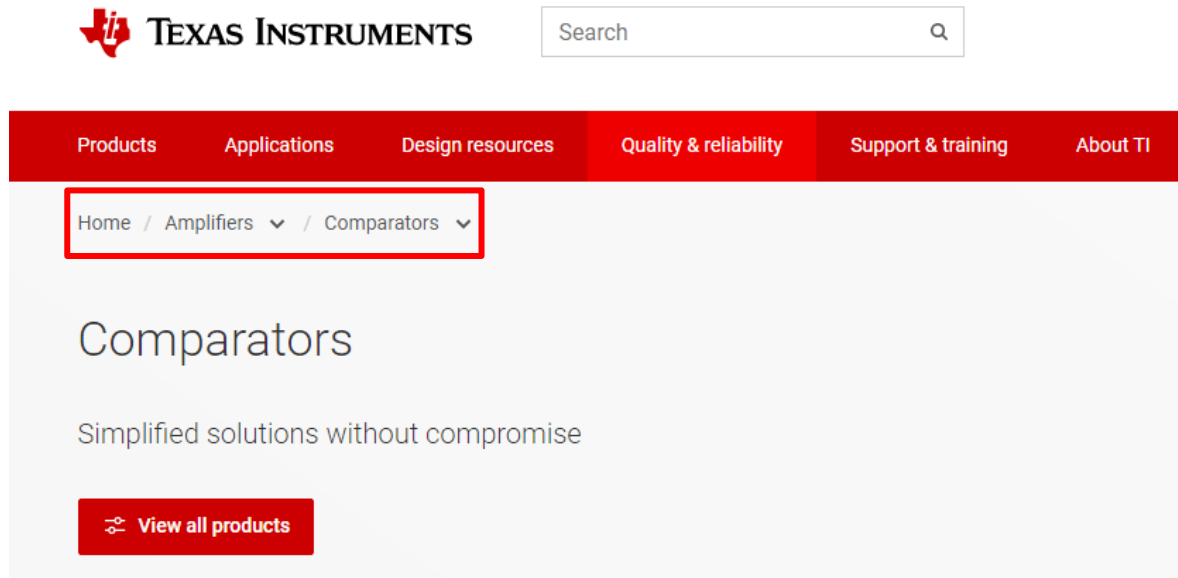 TEXAS INSTRUMENTS Search
Products Applications Design resources Quality & reliability Support & training About TI
Home / Amplifiers / Comparators
Comparators
Simplified solutions without compromise
View all products